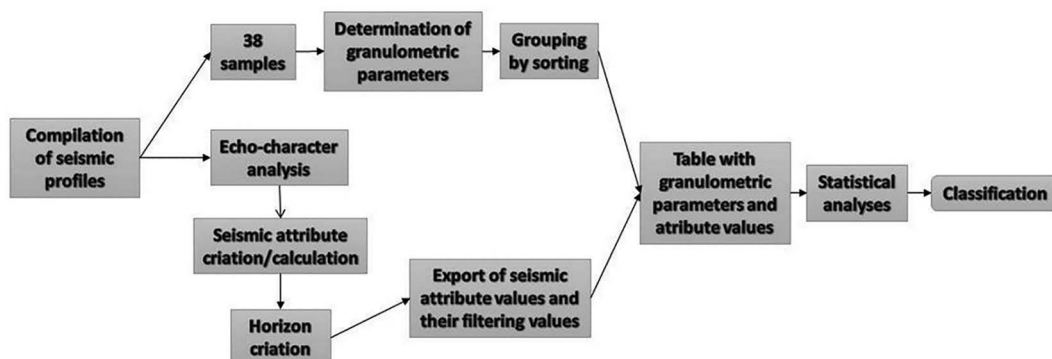 38
samples
Determination of
granulometric
parameters
Grouping
by sorting
Compilation
of seismic
profiles
Echo-character
analysis
Seismic attribute
criation/calculation
Horizon
criation
Export of seismic
attribute values and
their filtering values
Table with
granulometric
parameters and
atribute values
Statistical
analyses
Classification